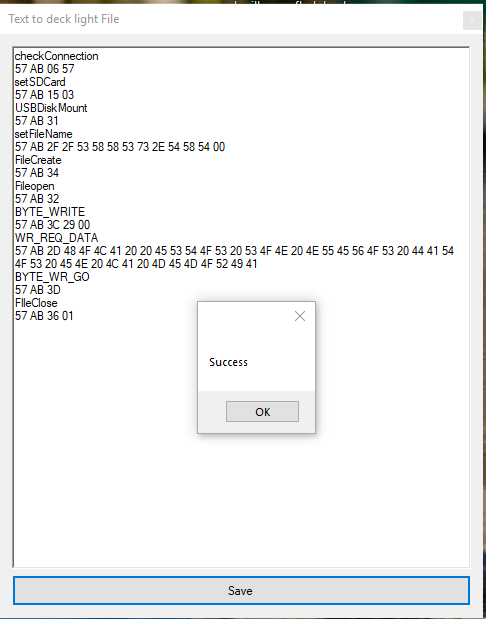 Text to deck light File
checkConnection
57 AB 06 57
setSDCard
57 AB 15 03
USBDiskMount
57 AB 31
setFileName
57 AB 2F 2F 53 58 58 53 73 2E 54 58 54 00
FileCreate
57 AB 34
Fileopen
57 AB 32
BYTE_WRITE
57 AB 3C 29 00
WR_REQ_DATA
57 AB 2D 48 4F 4C 41 20 20 45 53 54 4F 53 20 53 4F 4E 20 4E 55 45 56 4F 53 20 44 41 54
4F 53 20 45 4E 20 4C 41 20 4D 45 4D 4F 52 49 41
BYTE_WR_GO
57 AB 3D
FIleClose
57 AB 36 01
Success
OK
Save